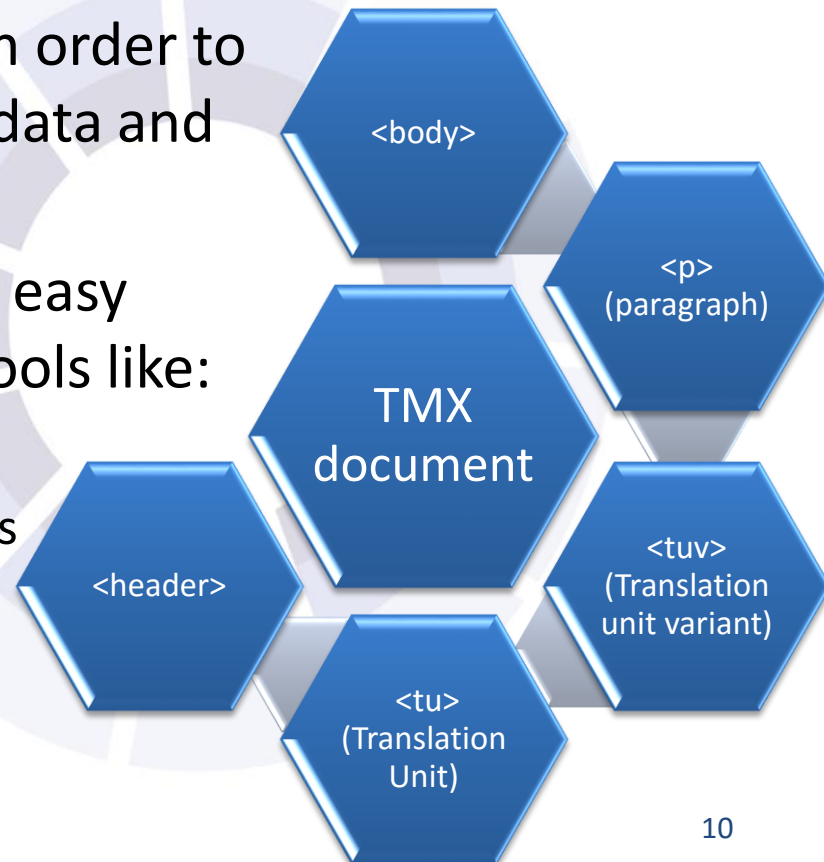 n order to
data and
easy
ools like:
s
<body>
<p>
(paragraph)
TMX
document
<tuv>
(Translation
unit variant)
<header>
<tu>
(Translation
Unit)
10